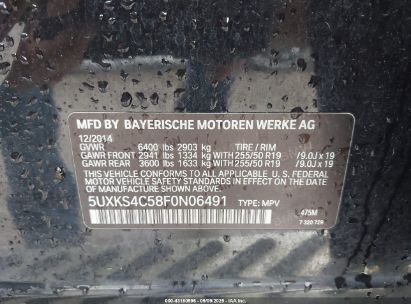 MFD BY BAYERISCHE MOTOREN WERKE AG
12/2014
GVWR 6400 lbs 2903 kg TIRE / RIM
GAWR FRONT 2941 lbs 1334 kg 255/50 R19 /9.0J x 19
GAWR REAR 3600 lbs 1633 kg 255/50 R19 /9.0J x 19
THIS VEHICLE CONFORMS TO ALL APPLICABLE U. S. FEDERAL
MOTOR VEHICLE SAFETY STANDARDS IN EFFECT
ON THE DATE OF MANUFACTURE SHOWN ABOVE.
5UXKS4C58F0N06491 TYPE: MPV
475M